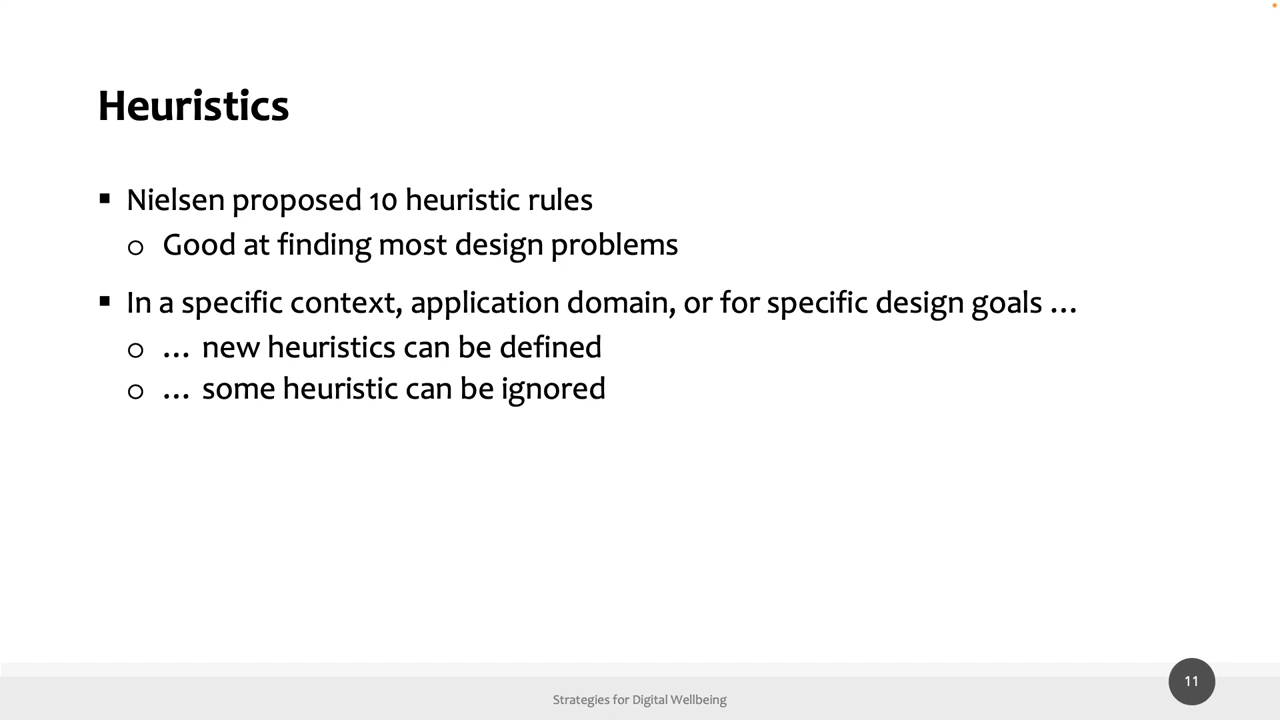 Heuristics
▪ Nielsen proposed 10 heuristic rules
o Good at finding most design problems
▪ In a specific context, application domain, or for specific design goals …
o … new heuristics can be defined
o … some heuristic can be ignored
11
Strategies for Digital Wellbeing